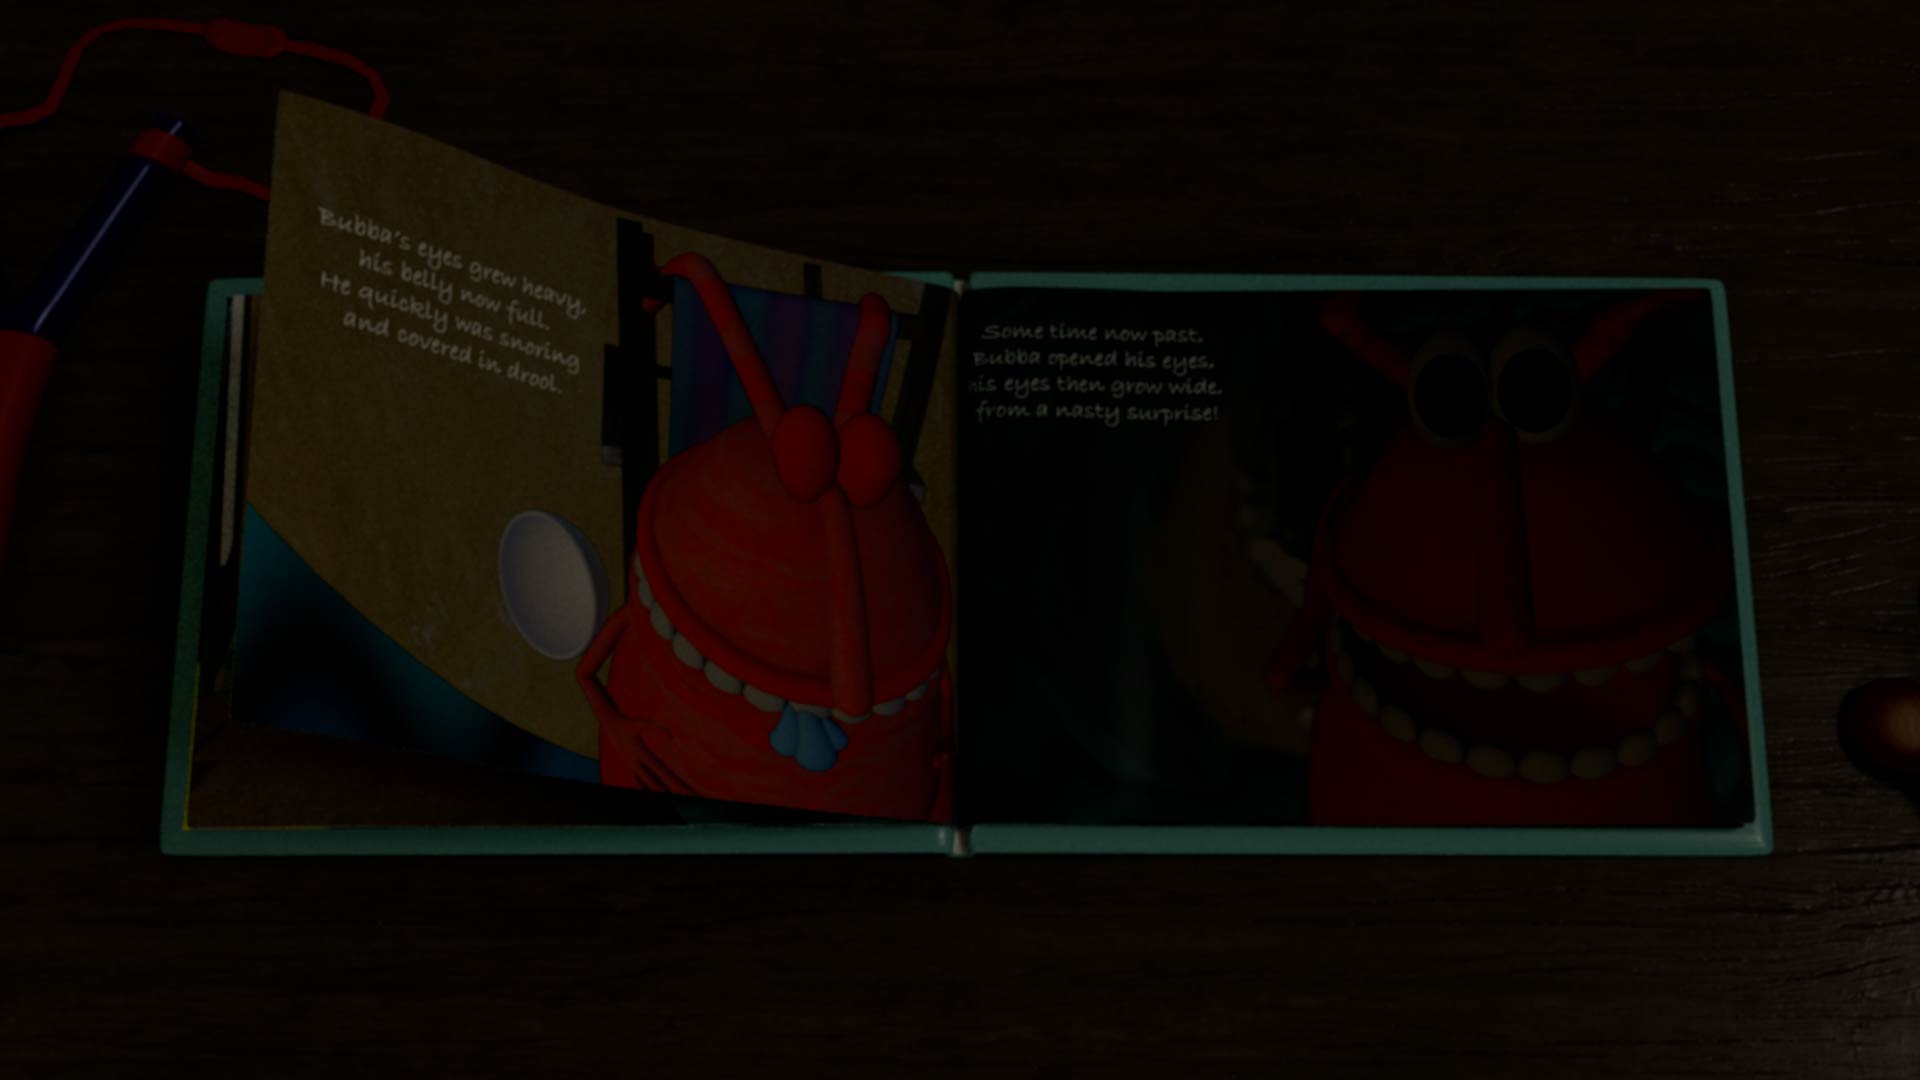 Bubba's eyes grew heavy,
his belly now full.
He quickly was snoring
and covered in drool.
Some time now past,
Bubba opened his eyes,
his eyes then grow wide,
from a nasty surprise!